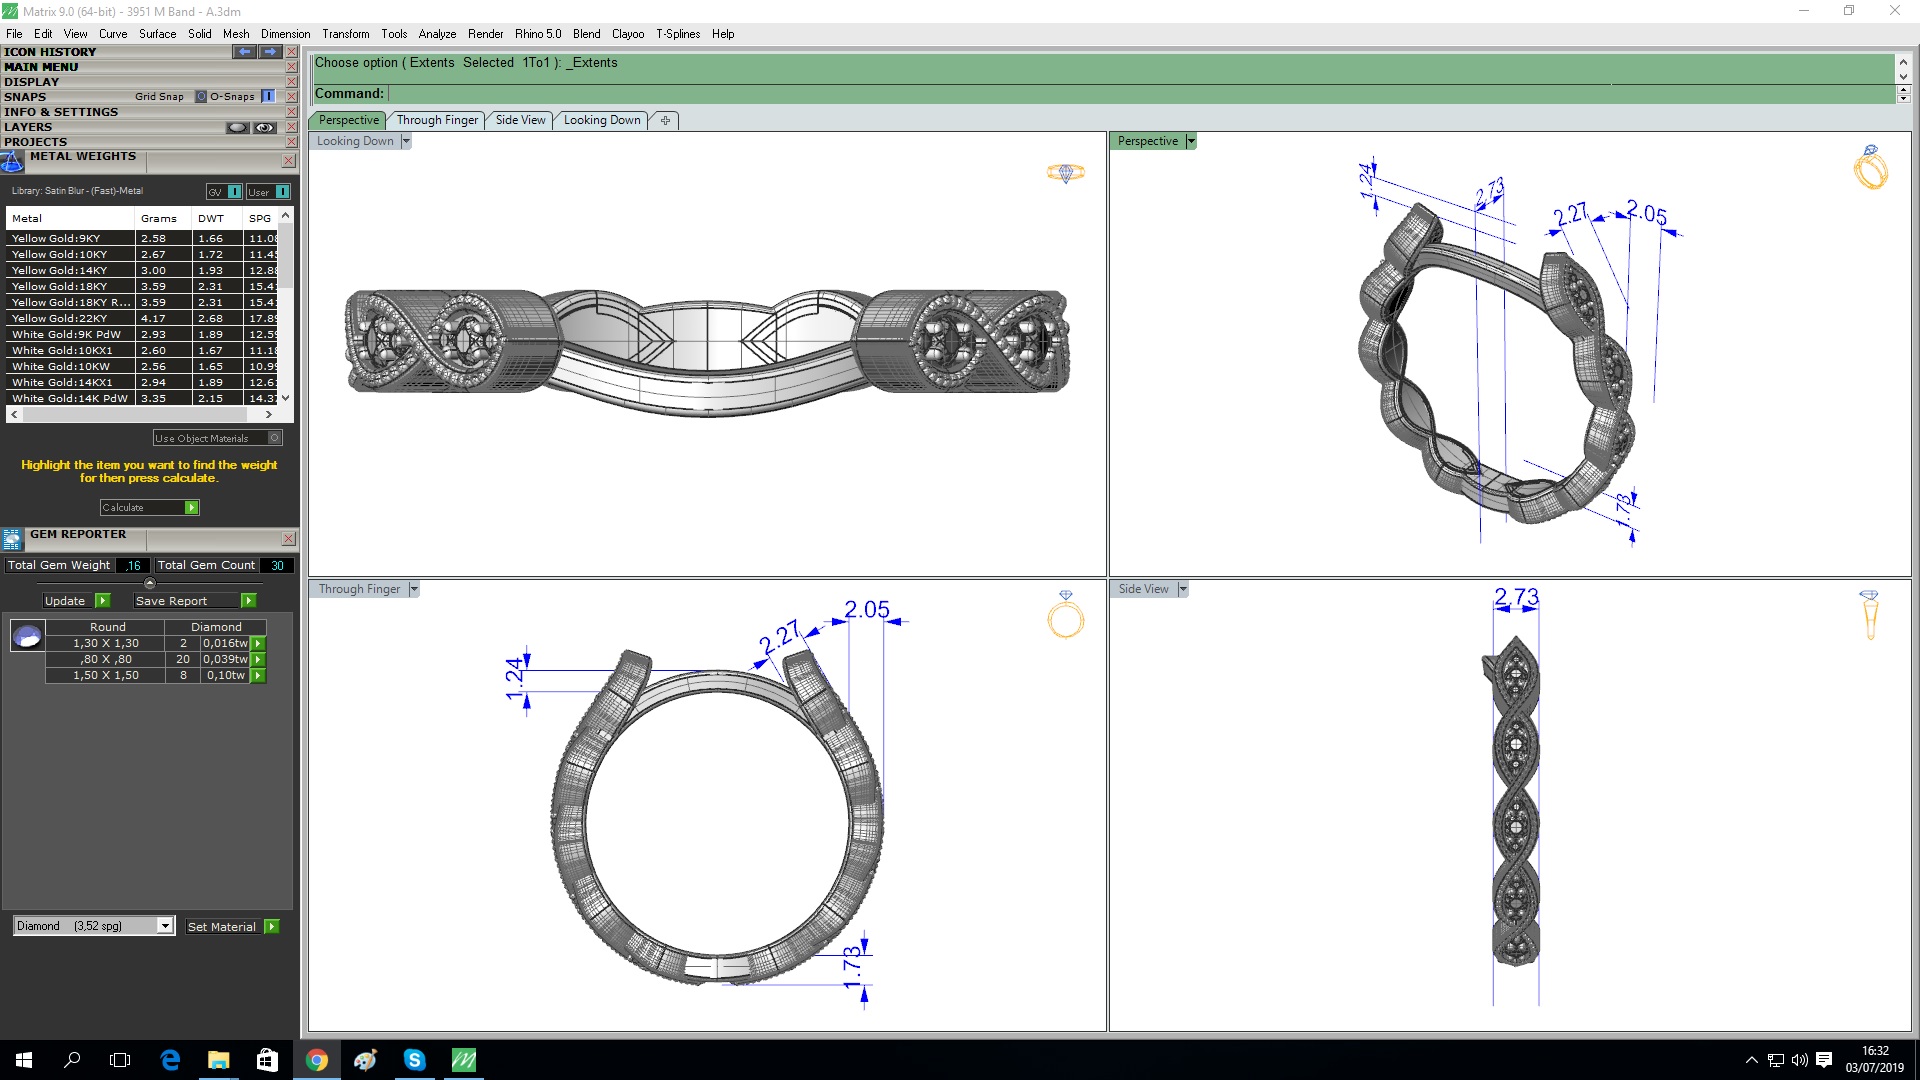 Matrix 9.0 (64-bit) - 3951 M Band - A.3dm
File Edit View Curve Surface Solid Mesh Dimension Transform Tools Analyze Render Rhino 5.0 Blend Clayoo T-Splines Help
ICON HISTORY
MAIN MENU
DISPLAY
SNAPS Grid Snap O-Snaps
INFO & SETTINGS
LAYERS
PROJECTS
METAL WEIGHTS
Library: Satin Blur - (Fast)-Metal GV User
Metal Grams DWT SPG
Yellow Gold:9KY 2.58 1.66 11.08
Yellow Gold:10KY 2.67 1.72 11.4
Yellow Gold:14KY 3.00 1.93 12.8
Yellow Gold:18KY 3.59 2.31 15.4
Yellow Gold:18KY R... 3.59 2.31 15.4
Yellow Gold:22KY 4.17 2.68 17.8
White Gold:9K PdW 2.93 1.89 12.5
White Gold:10KX1 2.60 1.67 11.1
White Gold:10KW 2.56 1.65 10.9
White Gold:14KX1 2.94 1.89 12.6
White Gold:14K PdW 3.35 2.15 14.3
Use Object Materials
Highlight the item you want to find the weight
for then press calculate.
Calculate
GEM REPORTER
Total Gem Weight ,16 Total Gem Count 30
Update Save Report
Round Diamond
1,30 X 1,30 2 0,016tw
,80 X ,80 20 0,039tw
1,50 X 1,50 8 0,10tw
Diamond (3,52 spg) Set Material
Choose option ( Extents Selected 1To1 ): _Extents
Command:
Perspective Through Finger Side View Looking Down
Looking Down
Perspective
1.24
2.73
2.27
2.05
1.73
Through Finger
2.05
2.27
1.24
1.73
Side View
2.73
16:32
03/07/2019